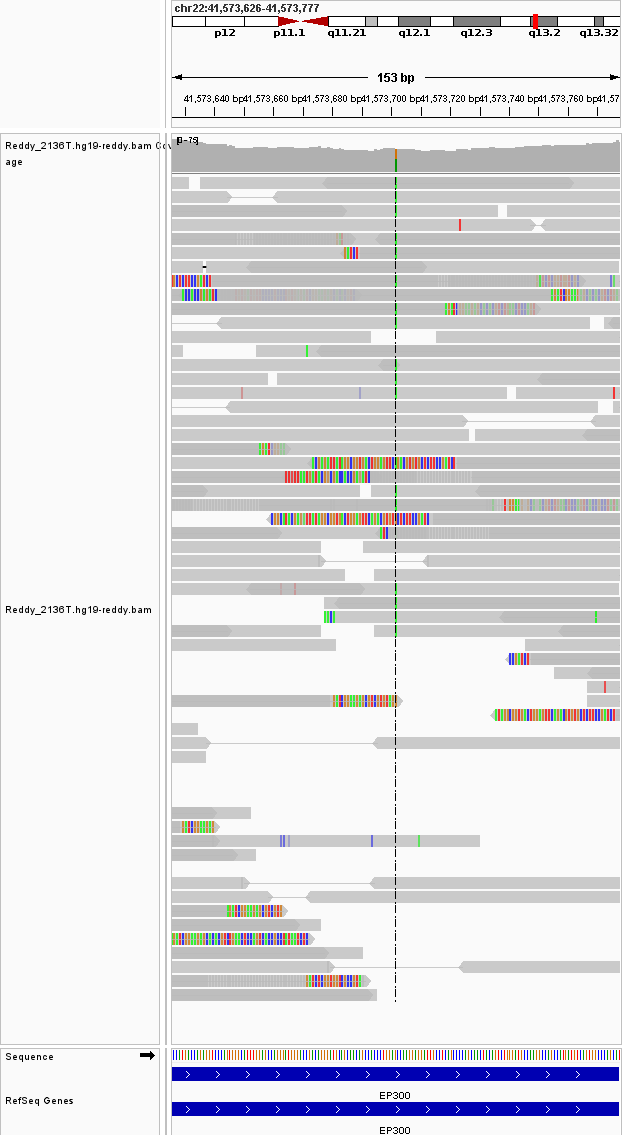 chr22:41,573,626-41,573,777
p12 p11.1 q11.21 q12.1 q12.3 q13.2 q13.32
153 bp
41,573,640 bp 41,573,660 bp 41,573,680 bp 41,573,700 bp 41,573,720 bp 41,573,740 bp 41,573,760 bp 41,57
Reddy_2136T.hg19-reddy.bam Cov
age
Reddy_2136T.hg19-reddy.bam
Sequence
EP300
RefSeq Genes
EP300